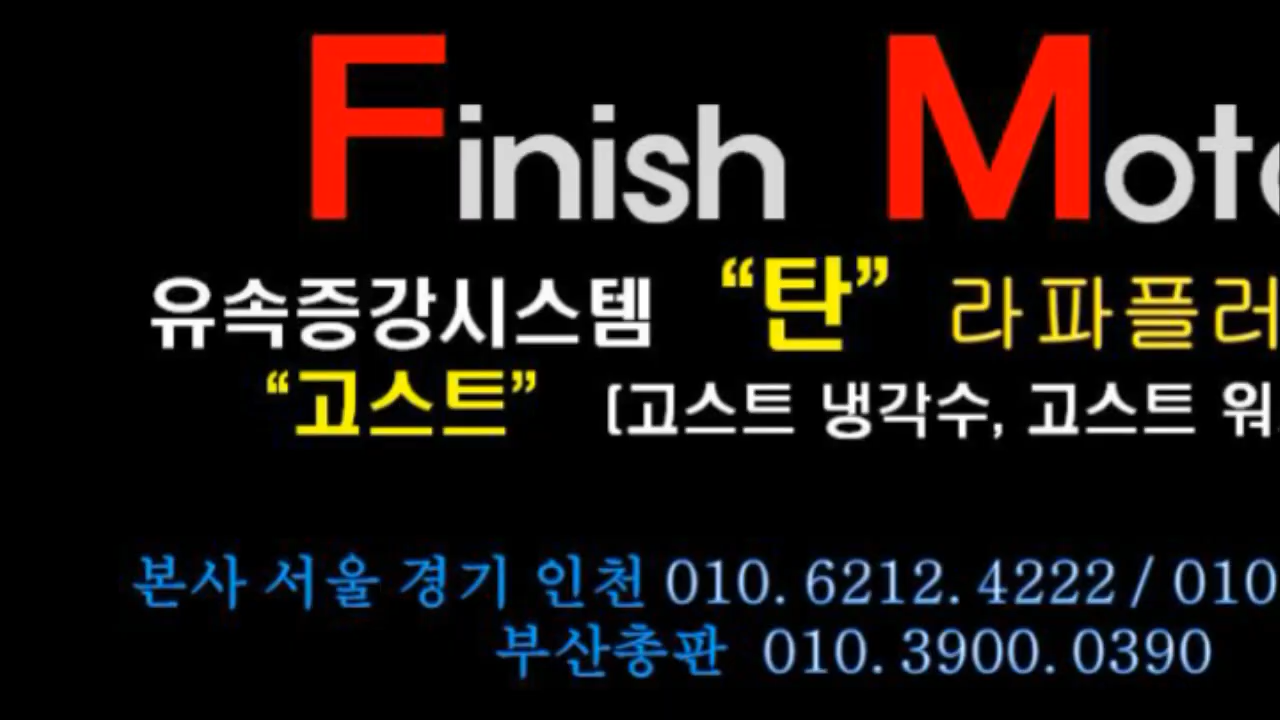 Finish Moto
유속증강시스템 “탄” 라파플러
“고스트” [고스트 냉각수, 고스트 워
본사 서울 경기 인천 010. 6212. 4222 / 010
부산총판 010. 3900. 0390